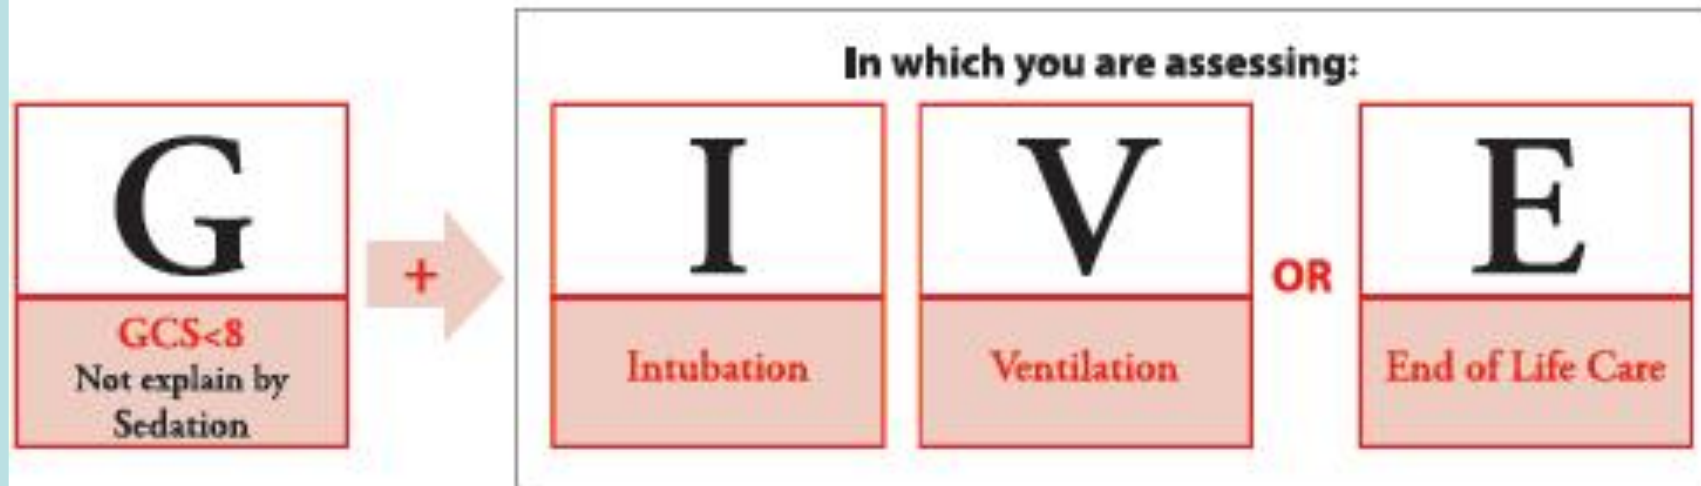 In which you are assessing:
G
+
I
V
OR
E
GCS<8
Not explain by
Sedation
Intubation
Ventilation
End of Life Care